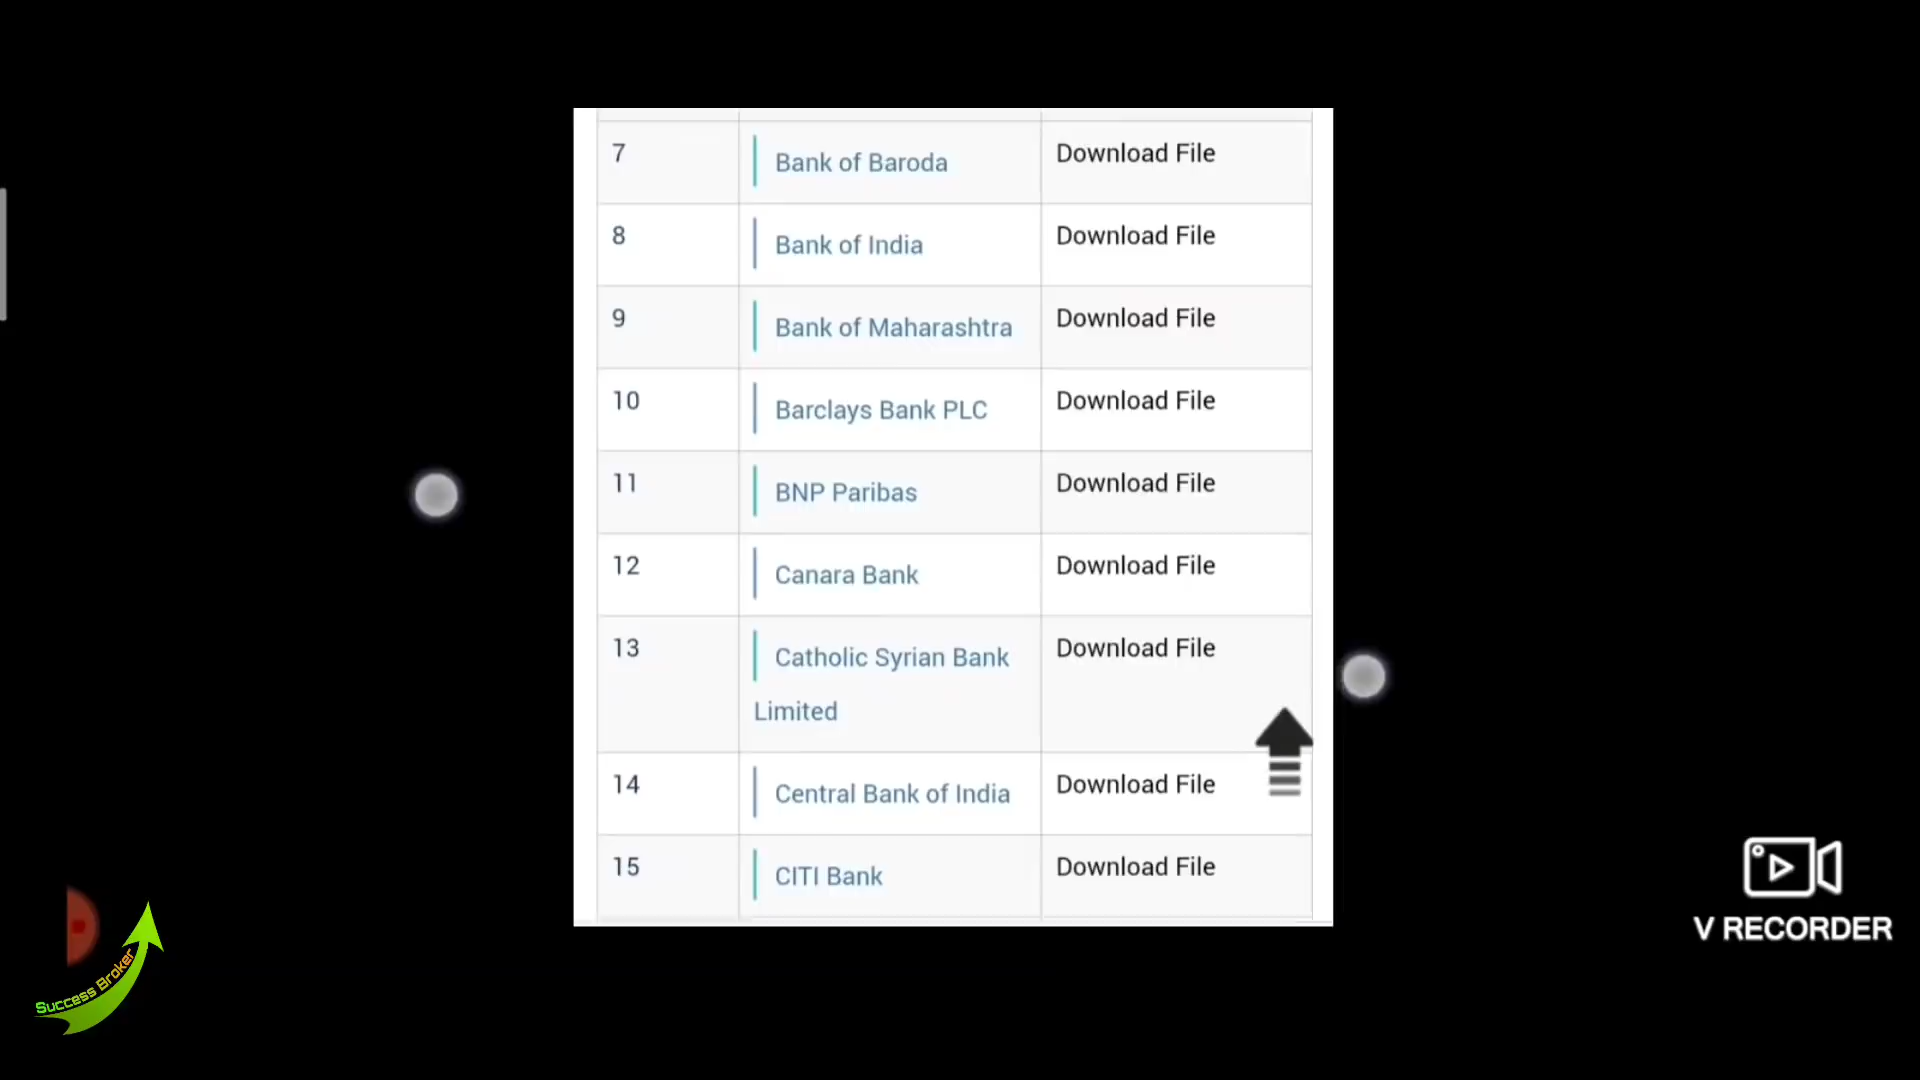 7 Bank of Baroda Download File
8 Bank of India Download File
9 Bank of Maharashtra Download File
10 Barclays Bank PLC Download File
11 BNP Paribas Download File
12 Canara Bank Download File
13 Catholic Syrian Bank Download File
Limited
14 Central Bank of India Download File
15 CITI Bank Download File
V RECORDER
Success Broker